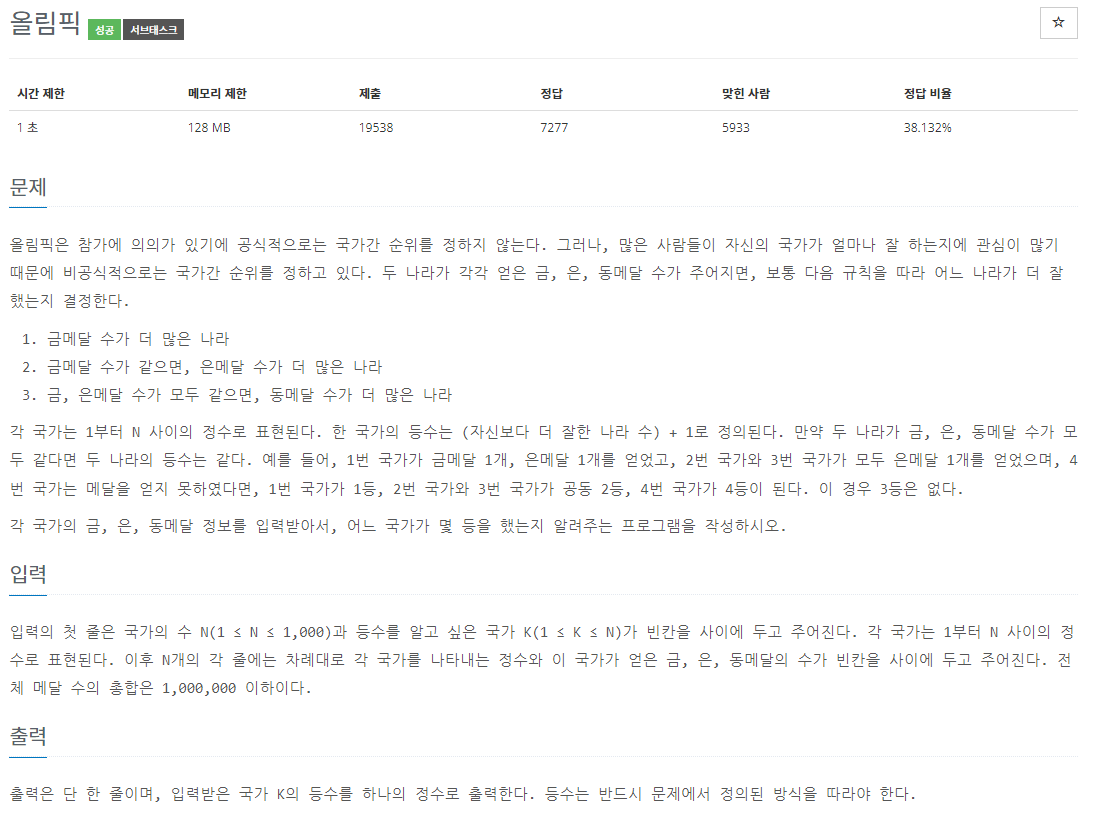 올림픽 성공 서브태스크
☆
시간 제한 메모리 제한 제출 정답 맞힌 사람 정답 비율
1 초 128 MB 19538 7277 5933 38.132%
문제
올림픽은 참가에 의의가 있기에 공식적으로는 국가간 순위를 정하지 않는다. 그러나, 많은 사람들이 자신의 국가가 얼마나 잘 하는지에 관심이 많기
때문에 비공식적으로는 국가간 순위를 정하고 있다. 두 나라가 각각 얻은 금, 은, 동메달 수가 주어지면, 보통 다음 규칙을 따라 어느 나라가 더 잘
했는지 결정한다.
1. 금메달 수가 더 많은 나라
2. 금메달 수가 같으면, 은메달 수가 더 많은 나라
3. 금, 은메달 수가 모두 같으면, 동메달 수가 더 많은 나라
각 국가는 1부터 N 사이의 정수로 표현된다. 한 국가의 등수는 (자신보다 더 잘한 나라 수) + 1로 정의된다. 만약 두 나라가 금, 은, 동메달 수가 모
두 같다면 두 나라의 등수는 같다. 예를 들어, 1번 국가가 금메달 1개, 은메달 1개를 얻었고, 2번 국가와 3번 국가가 모두 은메달 1개를 얻었으며, 4
번 국가는 메달을 얻지 못하였다면, 1번 국가가 1등, 2번 국가와 3번 국가가 공동 2등, 4번 국가가 4등이 된다. 이 경우 3등은 없다.
각 국가의 금, 은, 동메달 정보를 입력받아서, 어느 국가가 몇 등을 했는지 알려주는 프로그램을 작성하시오.
입력
입력의 첫 줄은 국가의 수 N(1 ≤ N ≤ 1,000)과 등수를 알고 싶은 국가 K(1 ≤ K ≤ N)가 빈칸을 사이에 두고 주어진다. 각 국가는 1부터 N 사이의 정
수로 표현된다. 이후 N개의 각 줄에는 차례대로 각 국가를 나타내는 정수와 이 국가가 얻은 금, 은, 동메달의 수가 빈칸을 사이에 두고 주어진다. 전
체 메달 수의 총합은 1,000,000 이하이다.
출력
출력은 단 한 줄이며, 입력받은 국가 K의 등수를 하나의 정수로 출력한다. 등수는 반드시 문제에서 정의된 방식을 따라야 한다.